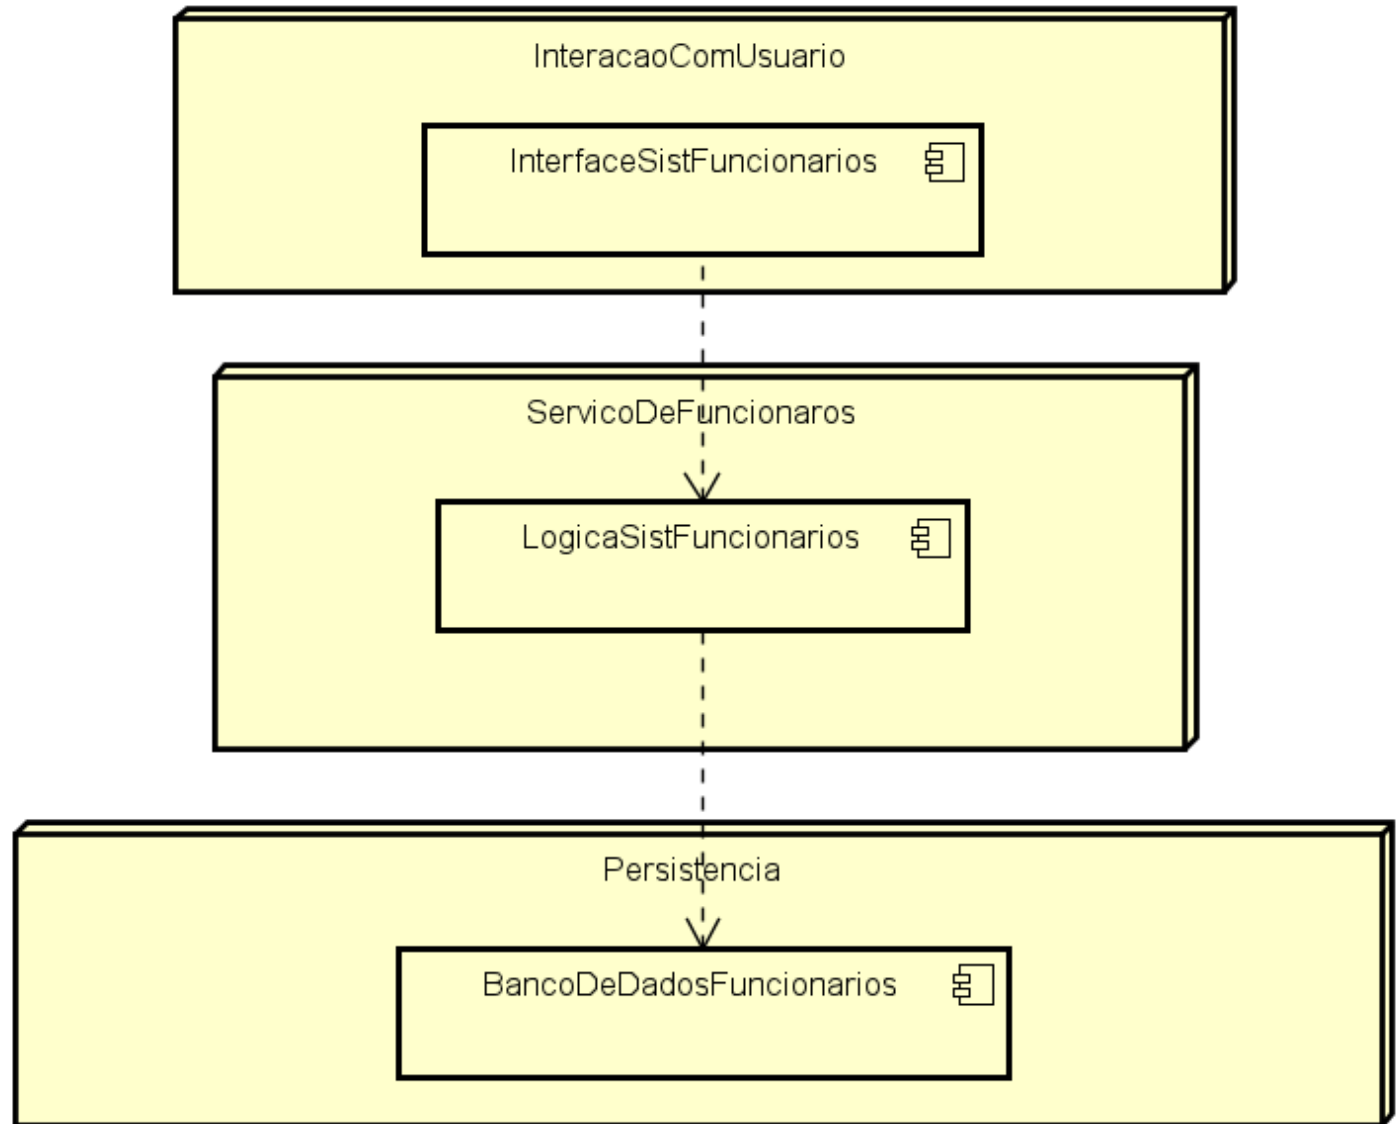 InteracaoComUsuario
InterfaceSistFuncionarios
ServicoDeFuncionaros
LogicaSistFuncionarios
Persistencia
BancoDeDadosFuncionarios